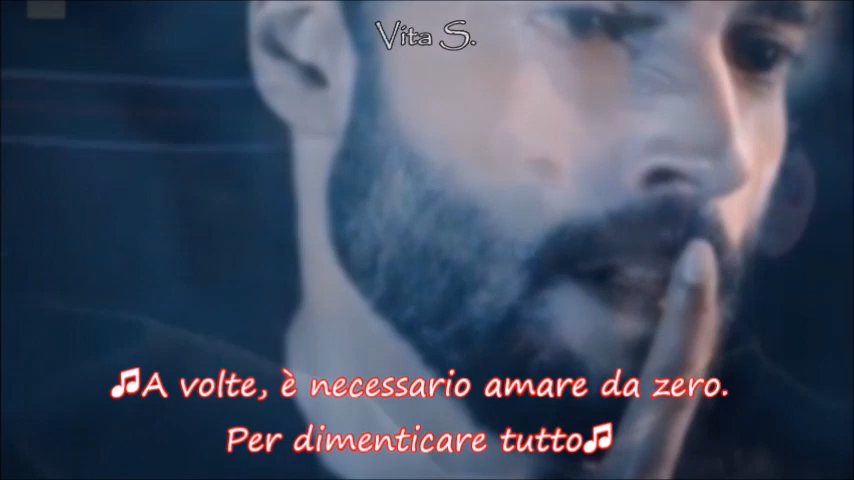 Vita S.
🎵A volte, è necessario amare da zero.
Per dimenticare tutto🎵